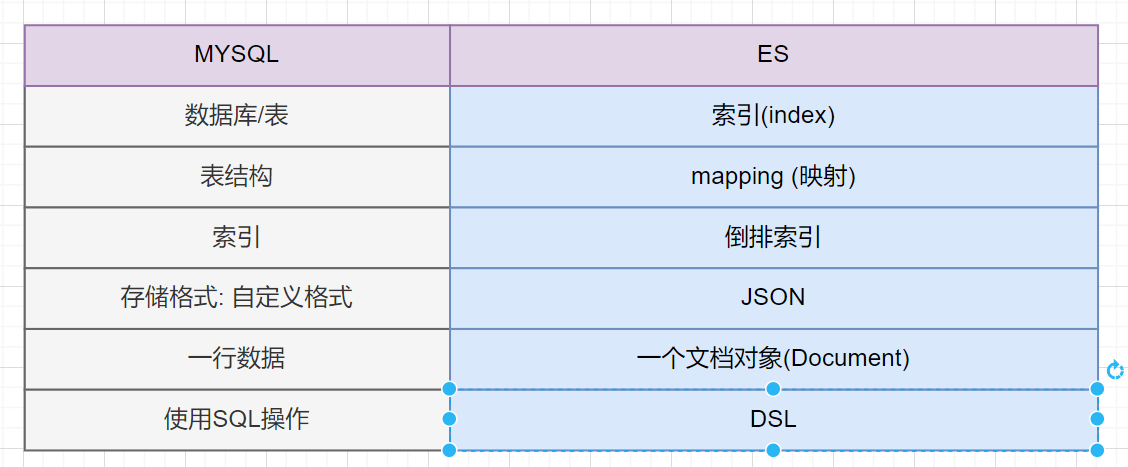 MYSQL
ES
数据库/表
索引(index)
表结构
mapping (映射)
索引
倒排索引
存储格式: 自定义格式
JSON
一行数据
一个文档对象(Document)
使用SQL操作
DSL